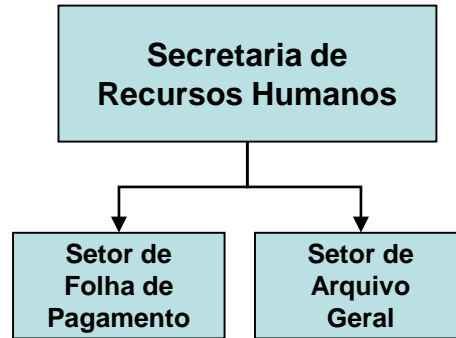 Secretaria de
Recursos Humanos
Setor de
Folha de
Pagamento
Setor de
Arquivo
Geral